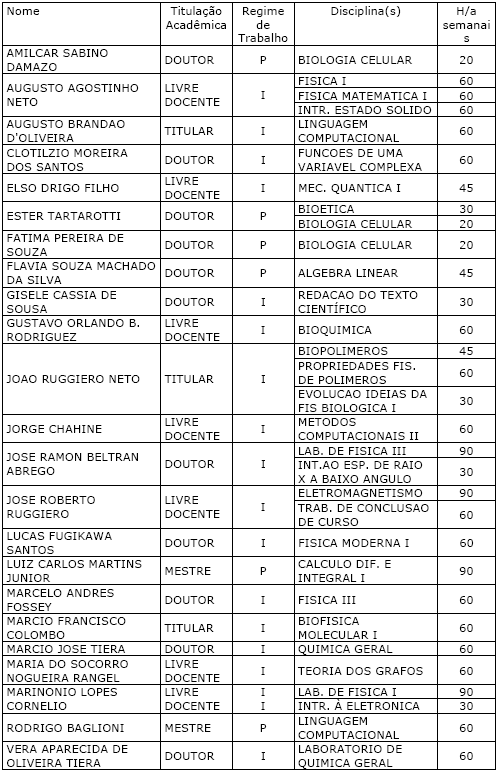 Nome Titulação Acadêmica Regime de Trabalho Disciplina(s) H/a semanais
AMILCAR SABINO DAMAZO DOUTOR P BIOLOGIA CELULAR 20
AUGUSTO AGOSTINHO NETO LIVRE DOCENTE I FISICA I 60
FISICA MATEMATICA I 60
INTR. ESTADO SOLIDO 60
AUGUSTO BRANDAO D'OLIVEIRA TITULAR I LINGUAGEM COMPUTACIONAL 60
CLOTILZIO MOREIRA DOS SANTOS DOUTOR I FUNCOES DE UMA VARIAVEL COMPLEXA 60
ELSO DRIGO FILHO LIVRE DOCENTE I MEC. QUANTICA I 45
ESTER TARTAROTTI DOUTOR P BIOETICA 30
BIOLOGIA CELULAR 20
FATIMA PEREIRA DE SOUZA DOUTOR P BIOLOGIA CELULAR 20
FLAVIA SOUZA MACHADO DA SILVA DOUTOR P ALGEBRA LINEAR 45
GISELE CASSIA DE SOUSA DOUTOR I REDACAO DO TEXTO CIENTÍFICO 30
GUSTAVO ORLANDO B. RODRIGUEZ LIVRE DOCENTE I BIOQUIMICA 60
JOAO RUGGIERO NETO TITULAR I BIOPOLIMEROS 45
PROPRIEDADES FIS. DE POLIMEROS 60
EVOLUCAO IDEIAS DA FIS BIOLOGICA I 30
JORGE CHAHINE LIVRE DOCENTE I METODOS COMPUTACIONAIS II 60
JOSE RAMON BELTRAN ABREGO DOUTOR I LAB. DE FISICA III 90
INT.AO ESP. DE RAIO X A BAIXO ANGULO 30
JOSE ROBERTO RUGGIERO LIVRE DOCENTE I ELETROMAGNETISMO 90
TRAB. DE CONCLUSAO DE CURSO 60
LUCAS FUGIKAWA SANTOS DOUTOR I FISICA MODERNA I 60
LUIZ CARLOS MARTINS JUNIOR MESTRE P CALCULO DIF. E INTEGRAL I 90
MARCELO ANDRES FOSSEY DOUTOR I FISICA III 60
MARCIO FRANCISCO COLOMBO TITULAR I BIOFISICA MOLECULAR I 60
MARCIO JOSE TIERA DOUTOR I QUIMICA GERAL 60
MARIA DO SOCORRO NOGUEIRA RANGEL LIVRE DOCENTE I TEORIA DOS GRAFOS 60
MARINONIO LOPES CORNELIO LIVRE DOCENTE I I LAB. DE FISICA I 90
INTR. À ELETRONICA 30
RODRIGO BAGLIONI MESTRE P LINGUAGEM COMPUTACIONAL 60
VERA APARECIDA DE OLIVEIRA TIERA DOUTOR I LABORATORIO DE QUIMICA GERAL 60